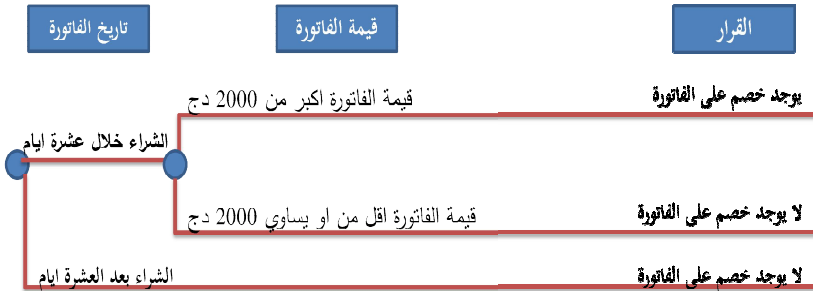 تاريخ الفاتورة
قيمة الفاتورة
القرار
قيمة الفاتورة اكبر من 2000 دج
يوجد خصم على الفاتورة
الشراء خلال عشرة ايام
قيمة الفاتورة اقل من او يساوي 2000 دج
لا يوجد خصم على الفاتورة
الشراء بعد العشرة ايام
لا يوجد خصم على الفاتورة